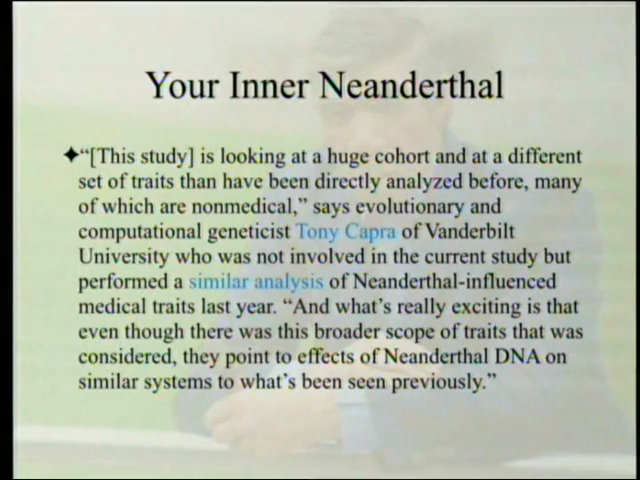 Your Inner Neanderthal
✦“[This study] is looking at a huge cohort and at a different
set of traits than have been directly analyzed before, many
of which are nonmedical,” says evolutionary and
computational geneticist Tony Capra of Vanderbilt
University who was not involved in the current study but
performed a similar analysis of Neanderthal-influenced
medical traits last year. “And what’s really exciting is that
even though there was this broader scope of traits that was
considered, they point to effects of Neanderthal DNA on
similar systems to what’s been seen previously.”